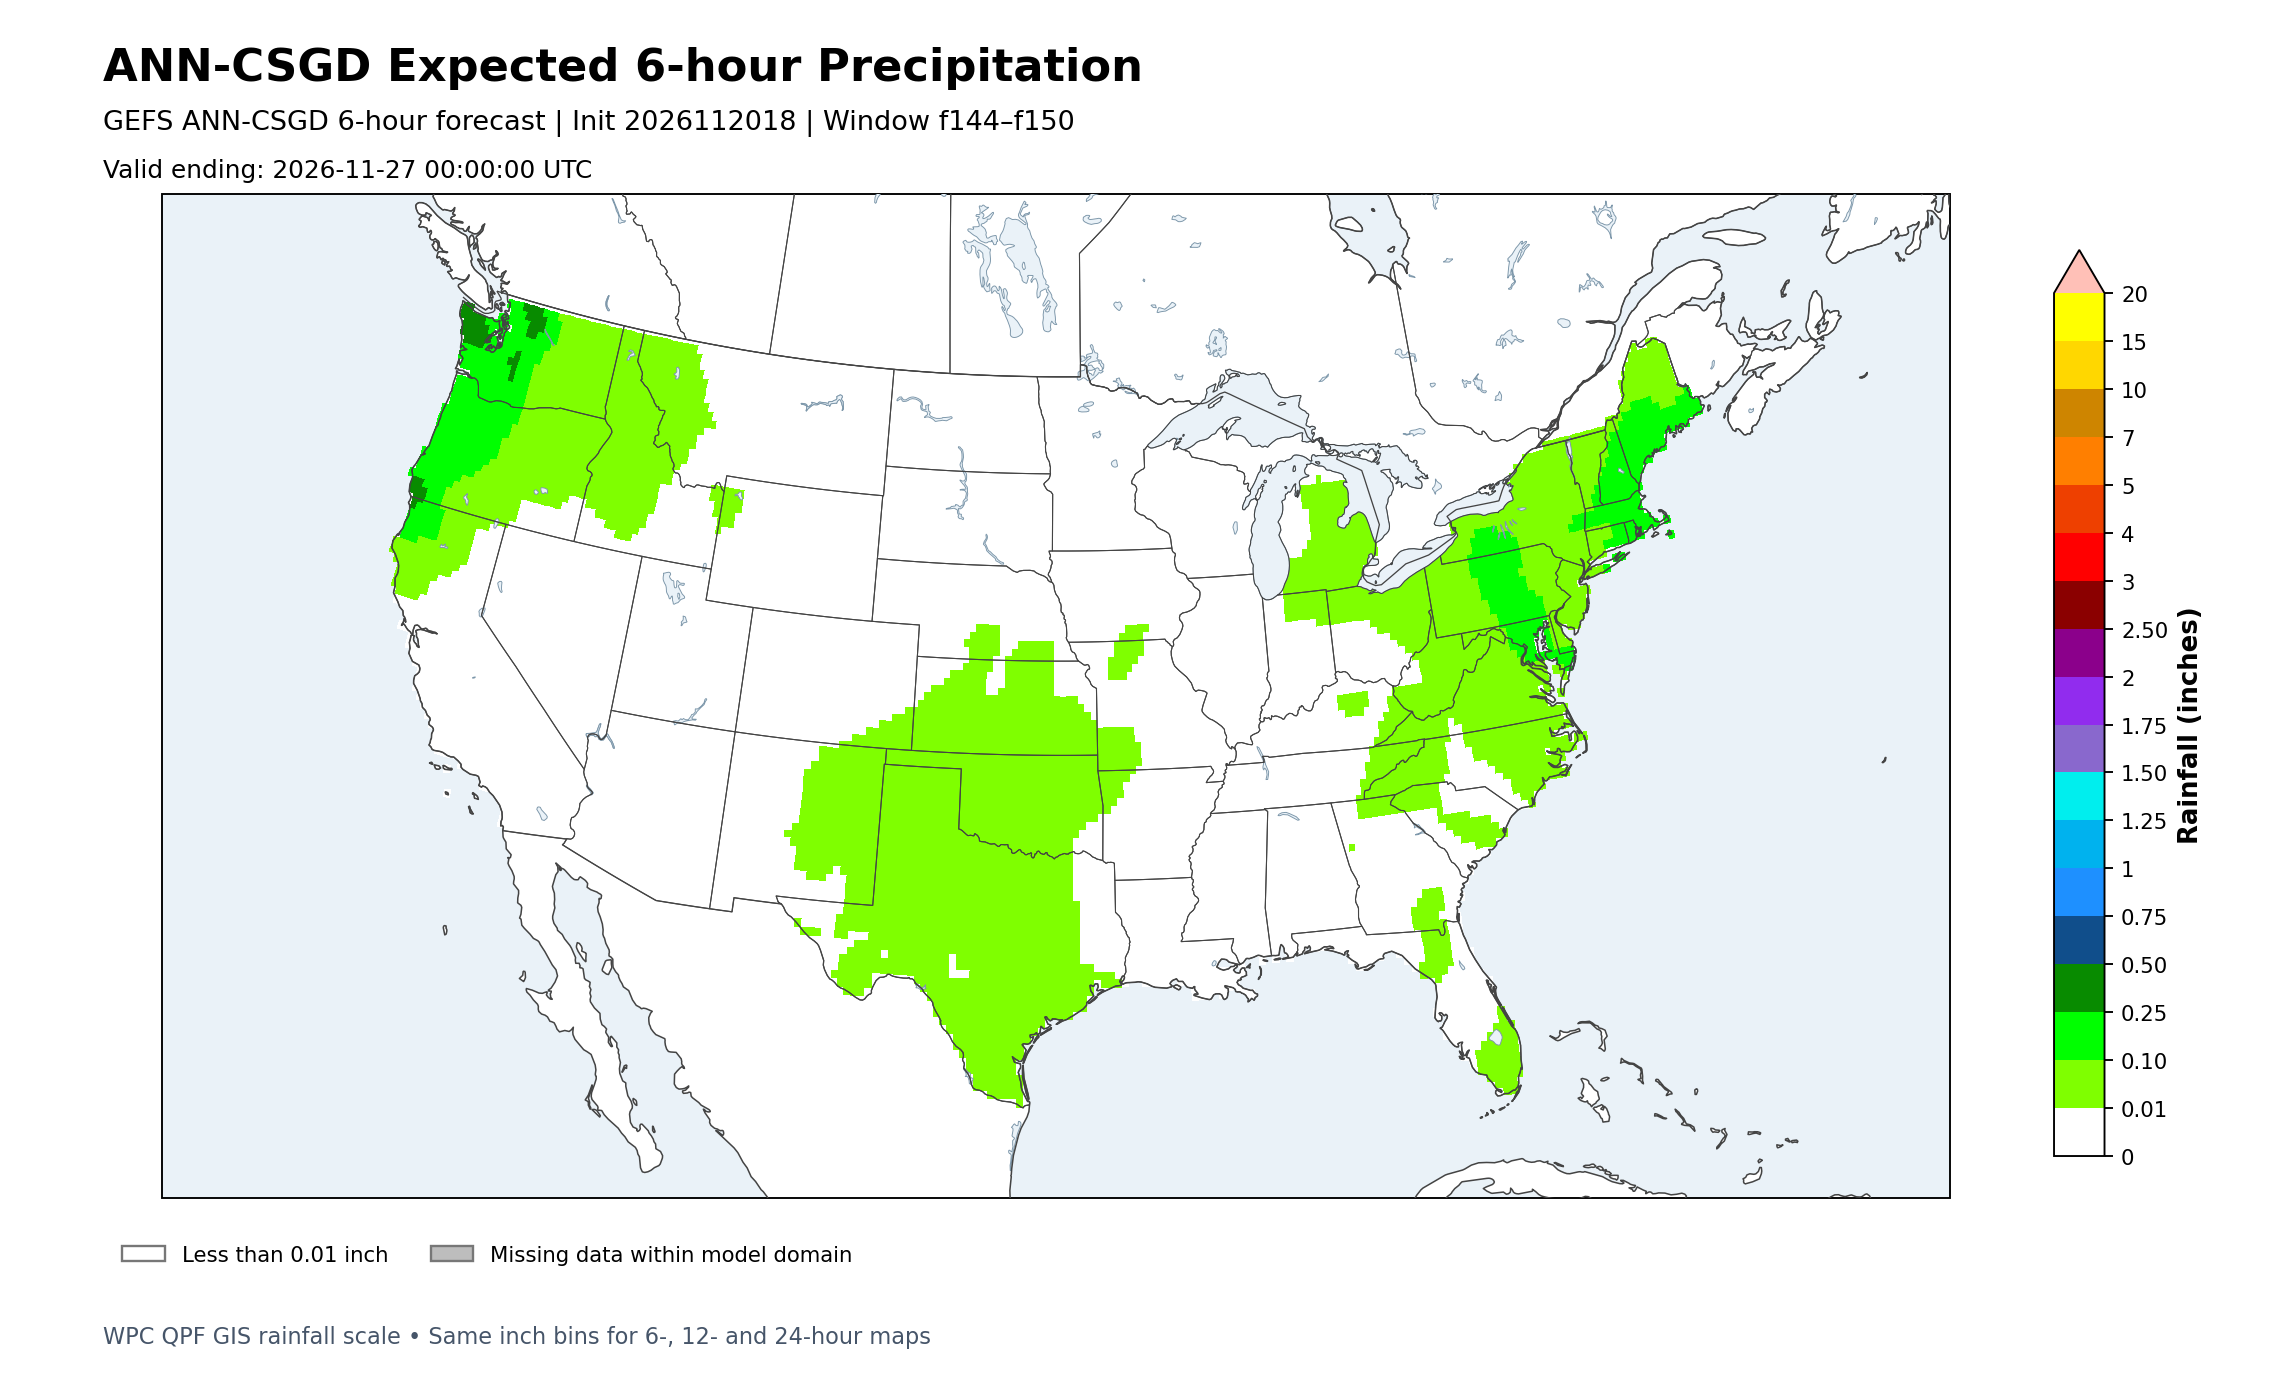 ANN-CSGD Expected 6-hour Precipitation
GEFS ANN-CSGD 6-hour forecast | Init 2026112018 | Window f144–f150
Valid ending: 2026-11-27 00:00:00 UTC
20
15
10
7
5
4
3
2.50
2
1.75
1.50
1.25
1
0.75
0.50
0.25
0.10
0.01
0
Rainfall (inches)
Less than 0.01 inch
Missing data within model domain
WPC QPF GIS rainfall scale • Same inch bins for 6-, 12- and 24-hour maps